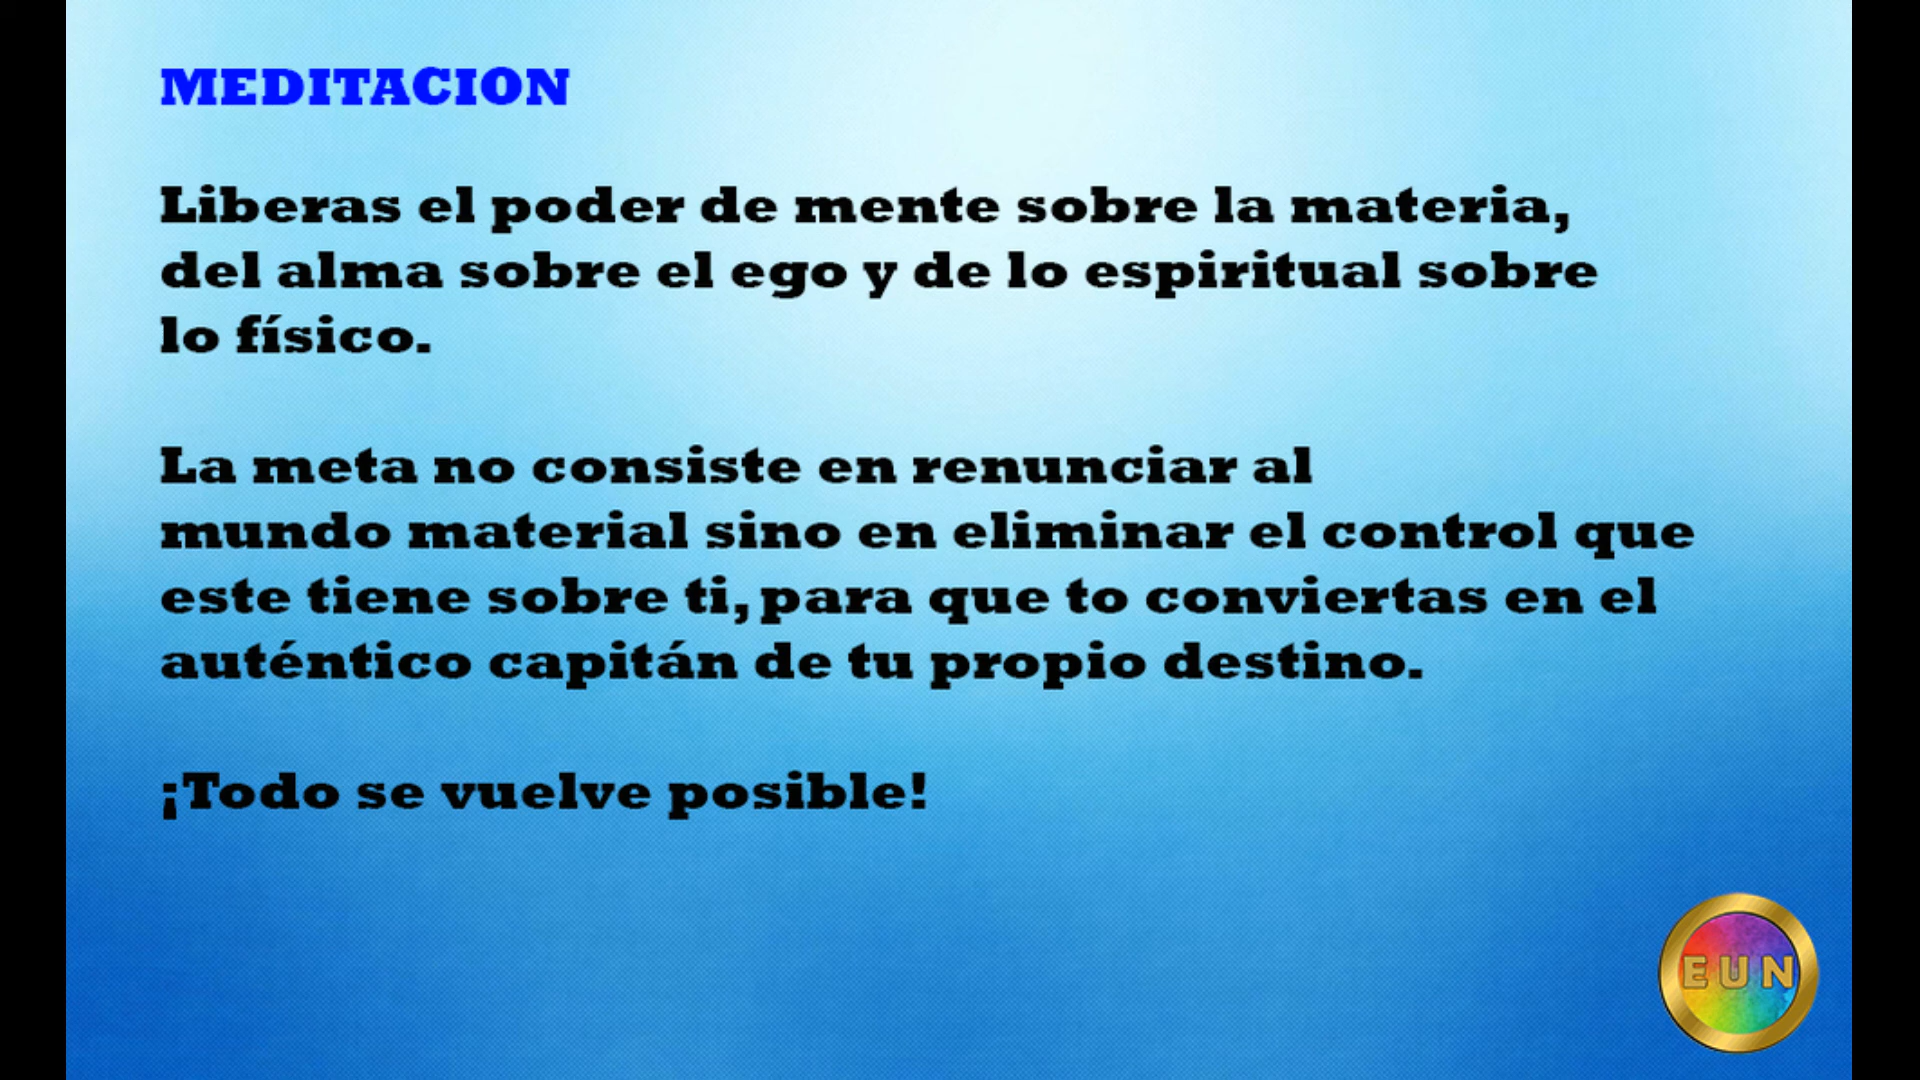 MEDITACION
Liberas el poder de mente sobre la materia,
del alma sobre el ego y de lo espiritual sobre
lo físico.
La meta no consiste en renunciar al
mundo material sino en eliminar el control que
este tiene sobre ti, para que to conviertas en el
auténtico capitán de tu propio destino.
¡Todo se vuelve posible!
EUN